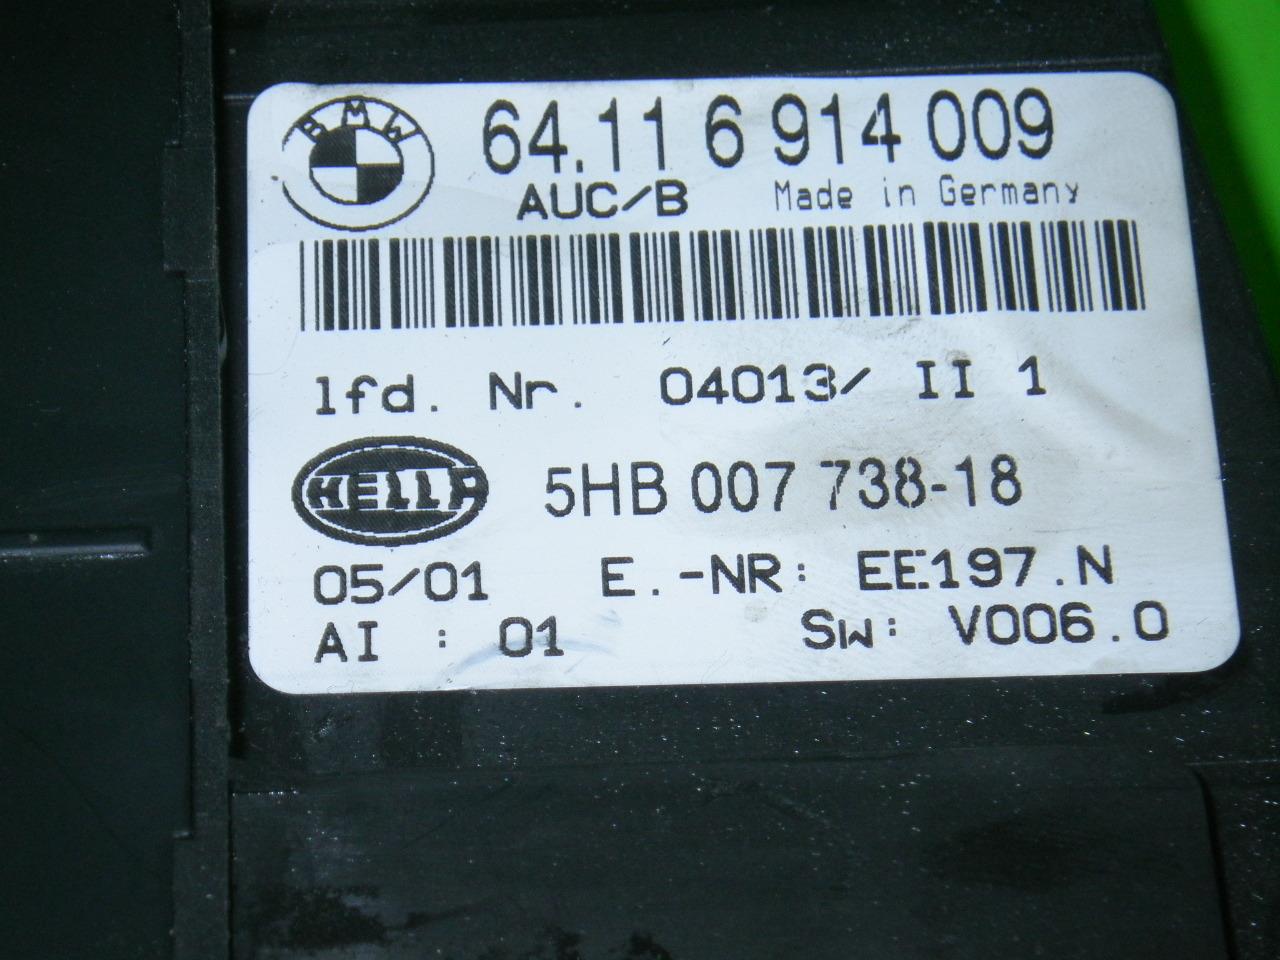 BMW
64.11 6 914 009
AUC/B Made in Germany
lfd. Nr. 04013/ II 1
HELLA 5HB 007 738-18
05/01 E.-NR: EE197.N
AI : 01 SW: V006.0